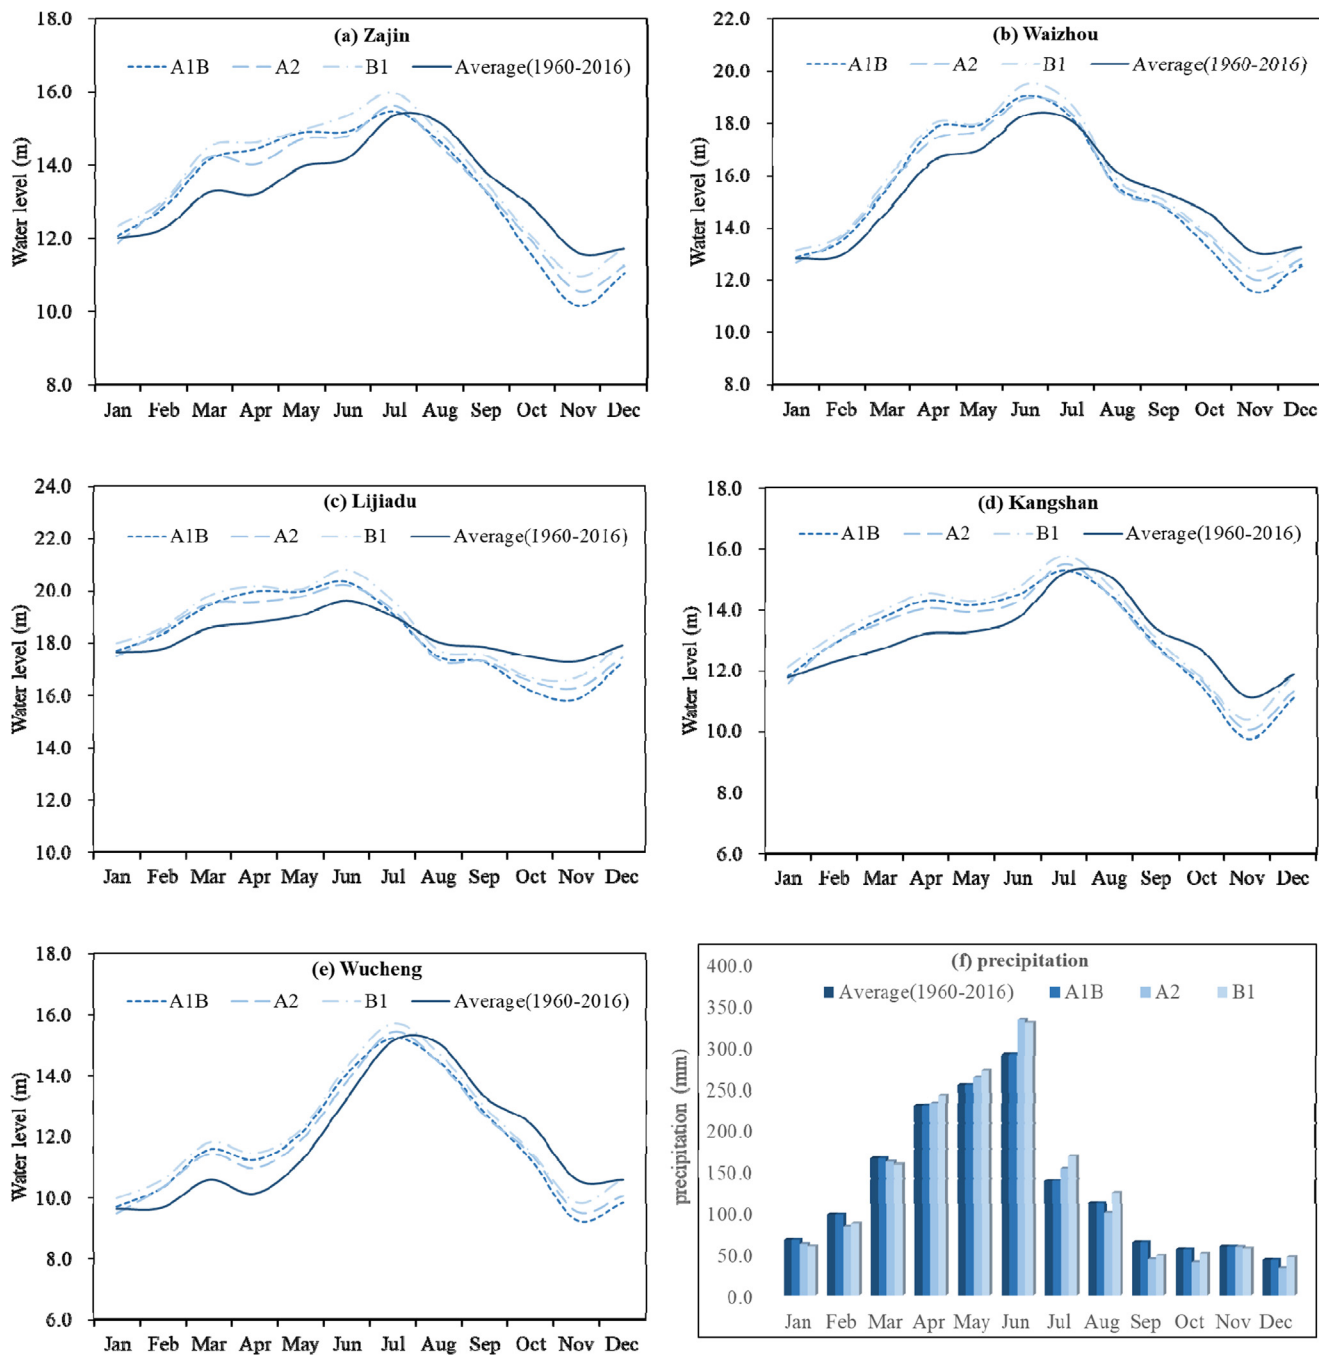 (a) Zajin
A1B A2 B1 Average(1960-2016)
Water level (m)
18.0
16.0
14.0
12.0
10.0
8.0
Jan Feb Mar Apr May Jun Jul Aug Sep Oct Nov Dec
(b) Waizhou
A1B A2 B1 Average(1960-2016)
Water level (m)
22.0
20.0
18.0
16.0
14.0
12.0
10.0
8.0
Jan Feb Mar Apr May Jun Jul Aug Sep Oct Nov Dec
(c) Lijiadu
A1B A2 B1 Average(1960-2016)
Water level (m)
24.0
22.0
20.0
18.0
16.0
14.0
12.0
10.0
Jan Feb Mar Apr May Jun Jul Aug Sep Oct Nov Dec
(d) Kangshan
A1B A2 B1 Average(1960-2016)
Water level (m)
18.0
16.0
14.0
12.0
10.0
8.0
6.0
Jan Feb Mar Apr May Jun Jul Aug Sep Oct Nov Dec
(e) Wucheng
A1B A2 B1 Average(1960-2016)
Water level (m)
18.0
16.0
14.0
12.0
10.0
8.0
6.0
Jan Feb Mar Apr May Jun Jul Aug Sep Oct Nov Dec
(f) precipitation
Average(1960-2016) A1B A2 B1
precipitation (mm)
400.0
350.0
300.0
250.0
200.0
150.0
100.0
50.0
0.0
Jan Feb Mar Apr May Jun Jul Aug Sep Oct Nov Dec